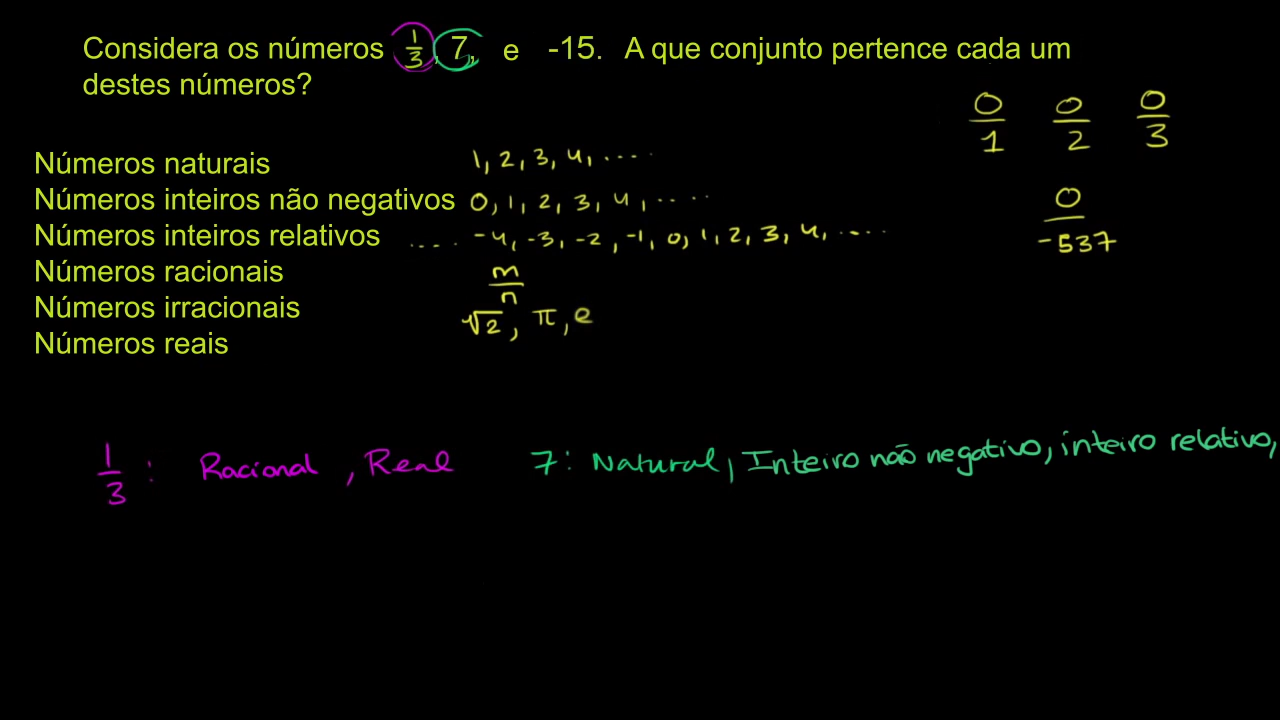 Considera os números 1/3, 7, e -15. A que conjunto pertence cada um
destes números?
0/1 0/2 0/3
0/-537
Números naturais 1, 2, 3, 4, ....
Números inteiros não negativos 0, 1, 2, 3, 4, ....
Números inteiros relativos .... -4, -3, -2, -1, 0, 1, 2, 3, 4, ....
Números racionais m/n
Números irracionais √2, π, e
Números reais
1/3 : Racional, Real 7: Natural, Inteiro não negativo, inteiro relativo,